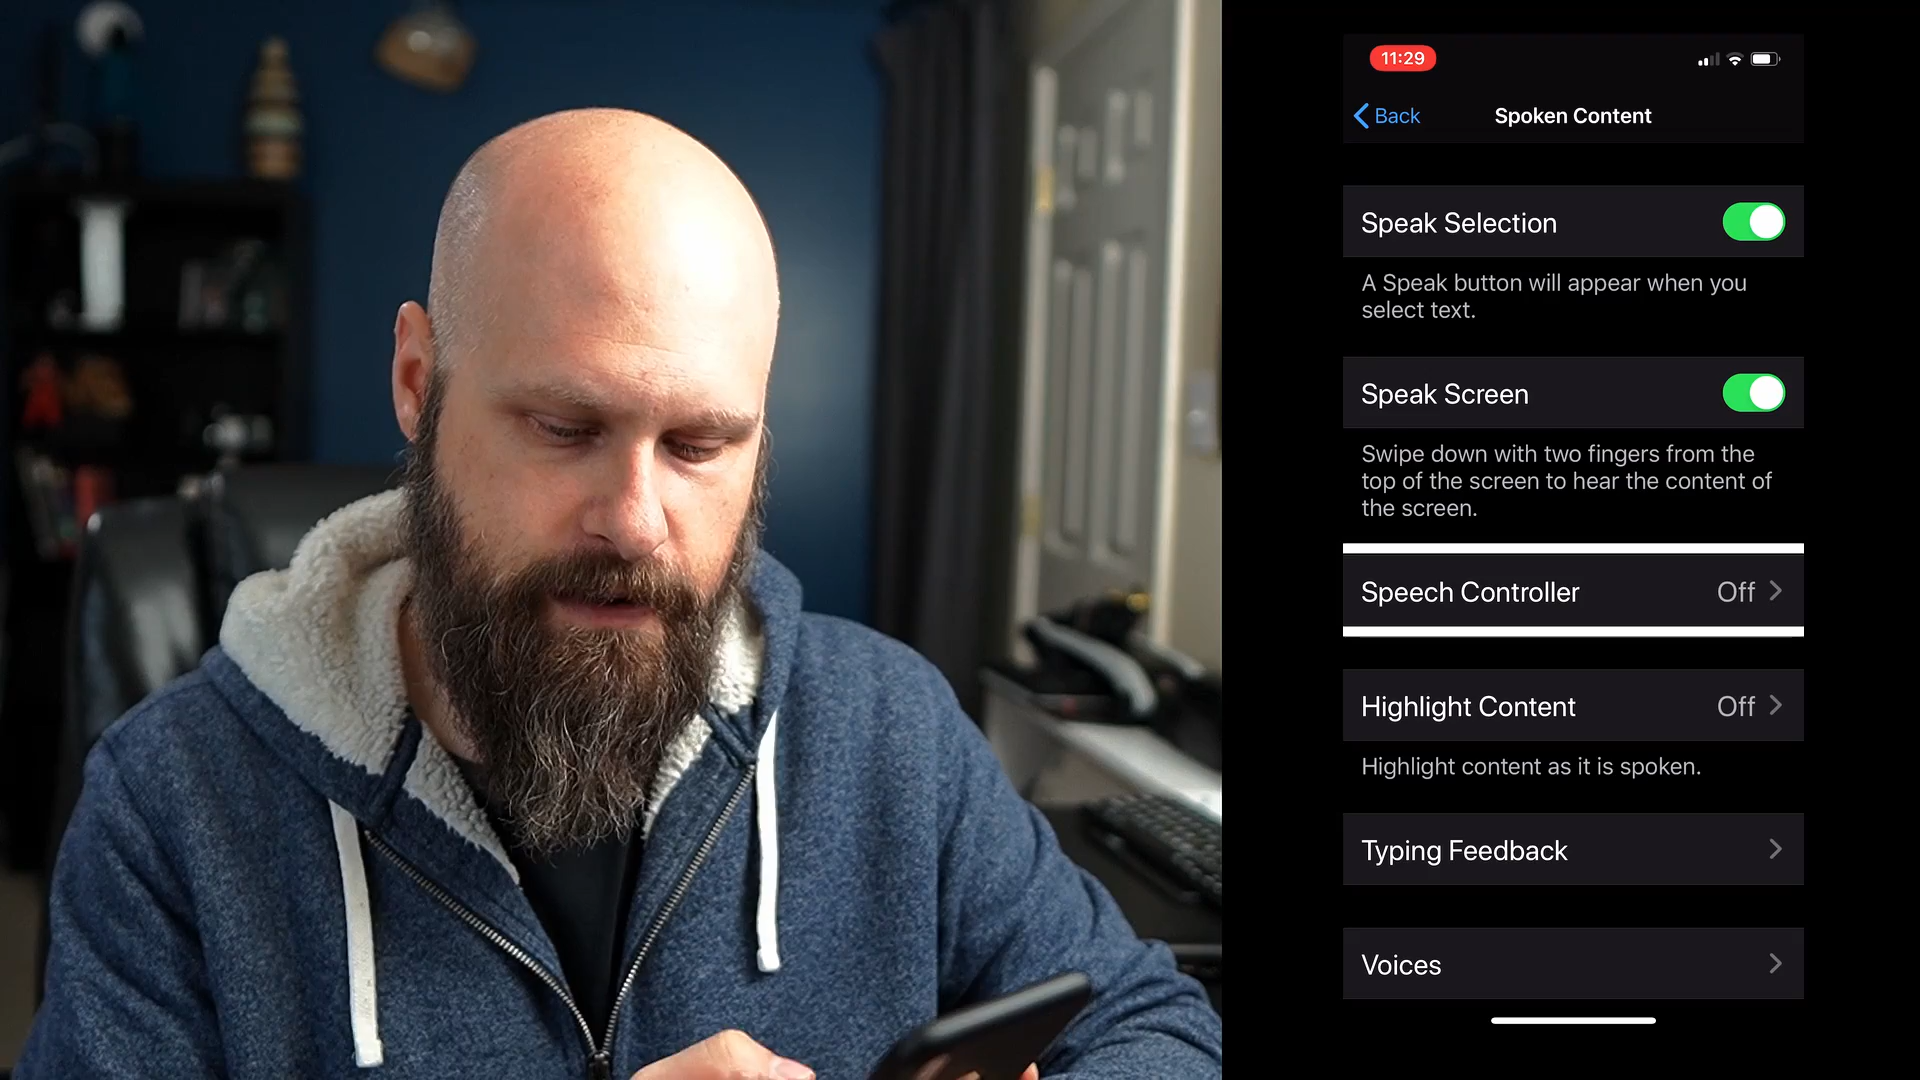 11:29
Back
Spoken Content
Speak Selection
A Speak button will appear when you
select text.
Speak Screen
Swipe down with two fingers from the
top of the screen to hear the content of
the screen.
Speech Controller Off
Highlight Content Off
Highlight content as it is spoken.
Typing Feedback
Voices